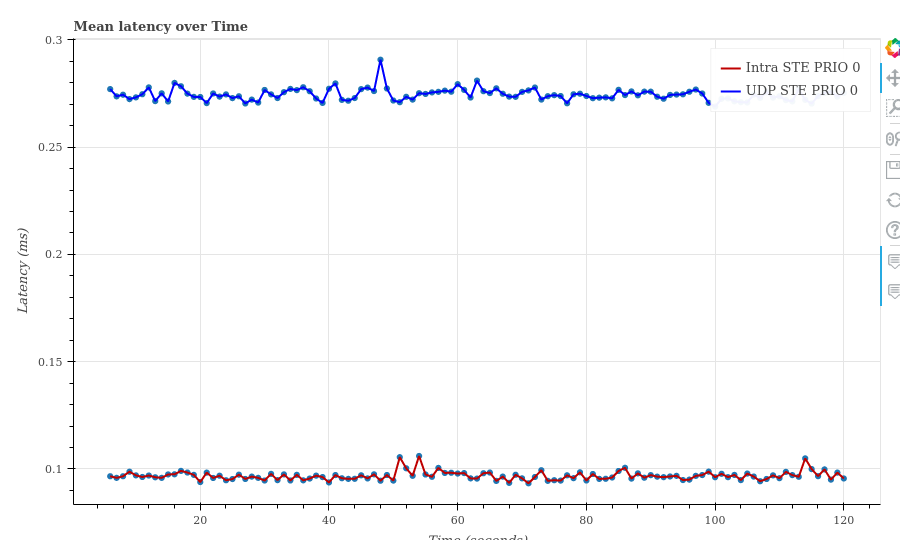 Mean latency over Time
0.3
0.25
0.2
0.15
0.1
Latency (ms)
Intra STE PRIO 0
UDP STE PRIO 0
20 40 60 80 100 120
Time (seconds)